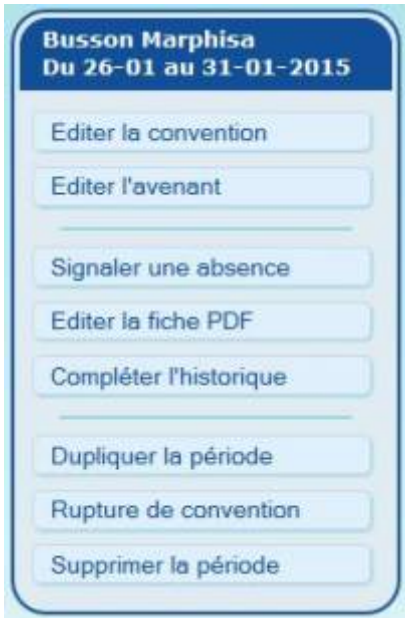 Busson Marphisa
Du 26-01 au 31-01-2015
Editer la convention
Editer l'avenant
Signaler une absence
Editer la fiche PDF
Compléter l'historique
Dupliquer la période
Rupture de convention
Supprimer la période